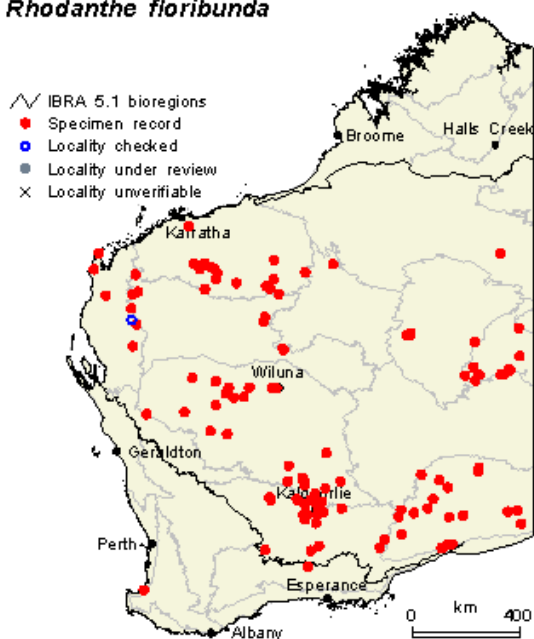 Rhodanthe floribunda
IBRA 5.1 bioregions
Specimen record
Locality checked
Locality under review
Locality unverifiable
Broome
Halls Creek
Karratha
Wiluna
Geraldton
Kalgoorlie
Perth
Esperance
Albany
km
0 400